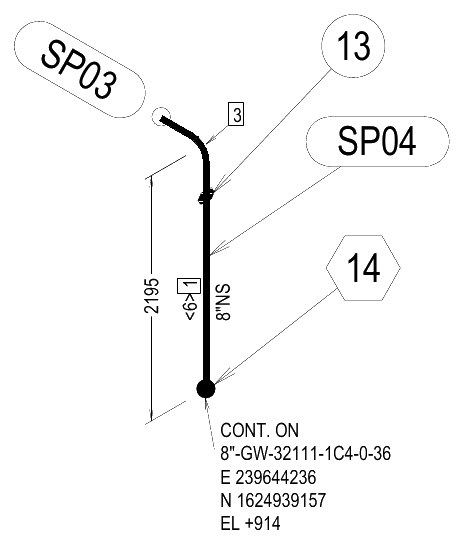 SP03
13
3
SP04
14
2195
<6> 1
8"NS
CONT. ON
8"-GW-32111-1C4-0-36
E 239644236
N 1624939157
EL +914